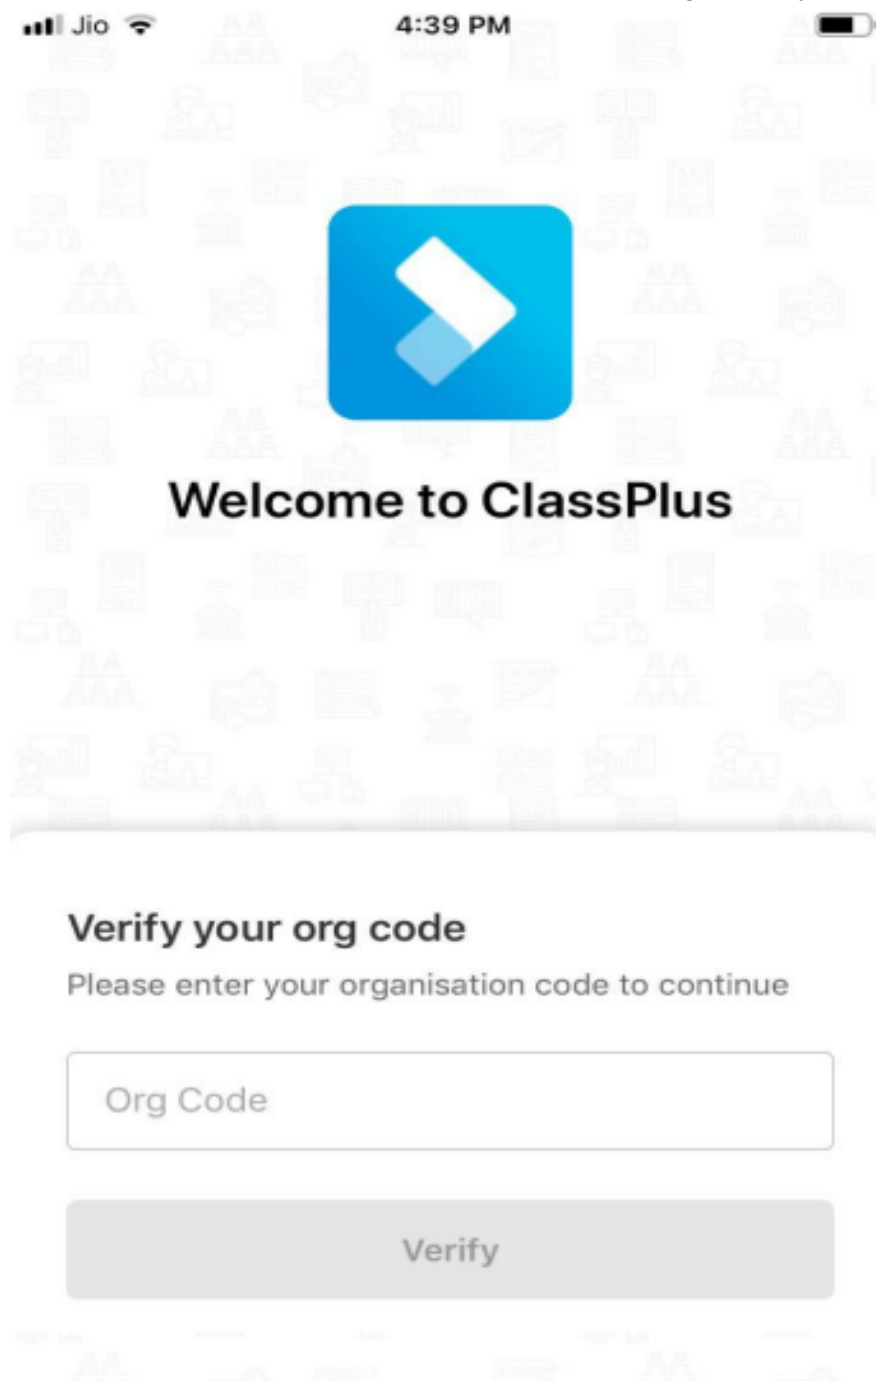 Jio 4:39 PM
Welcome to ClassPlus
Verify your org code
Please enter your organisation code to continue
Org Code
Verify